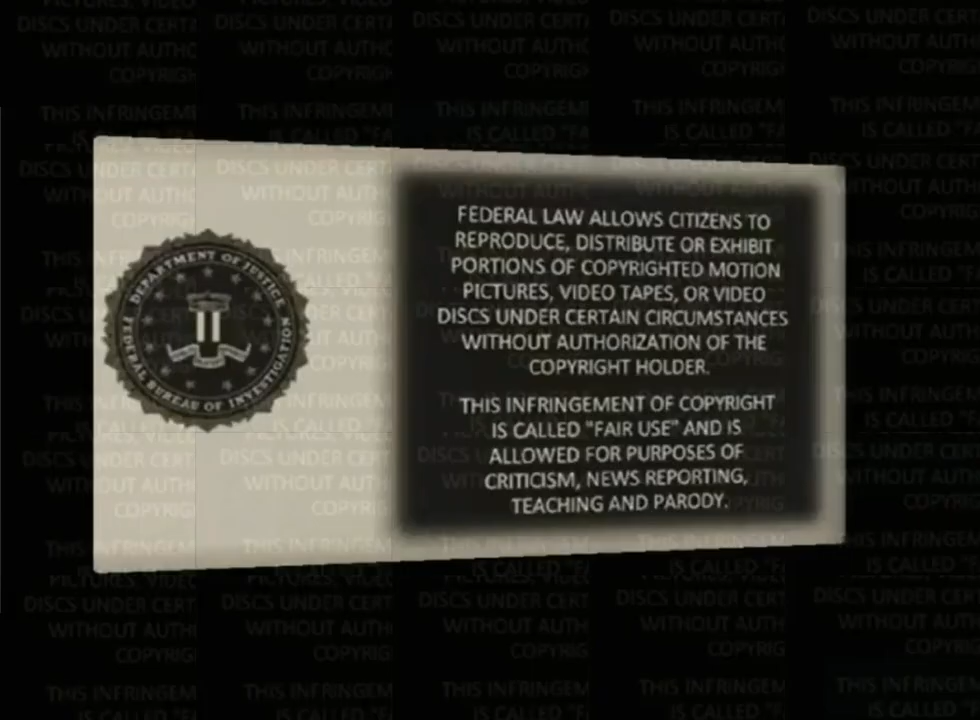 DEPARTMENT OF JUSTICE
FEDERAL BUREAU OF INVESTIGATION
FEDERAL LAW ALLOWS CITIZENS TO
REPRODUCE, DISTRIBUTE OR EXHIBIT
PORTIONS OF COPYRIGHTED MOTION
PICTURES, VIDEO TAPES, OR VIDEO
DISCS UNDER CERTAIN CIRCUMSTANCES
WITHOUT AUTHORIZATION OF THE
COPYRIGHT HOLDER.
THIS INFRINGEMENT OF COPYRIGHT
IS CALLED "FAIR USE" AND IS
ALLOWED FOR PURPOSES OF
CRITICISM, NEWS REPORTING,
TEACHING AND PARODY.